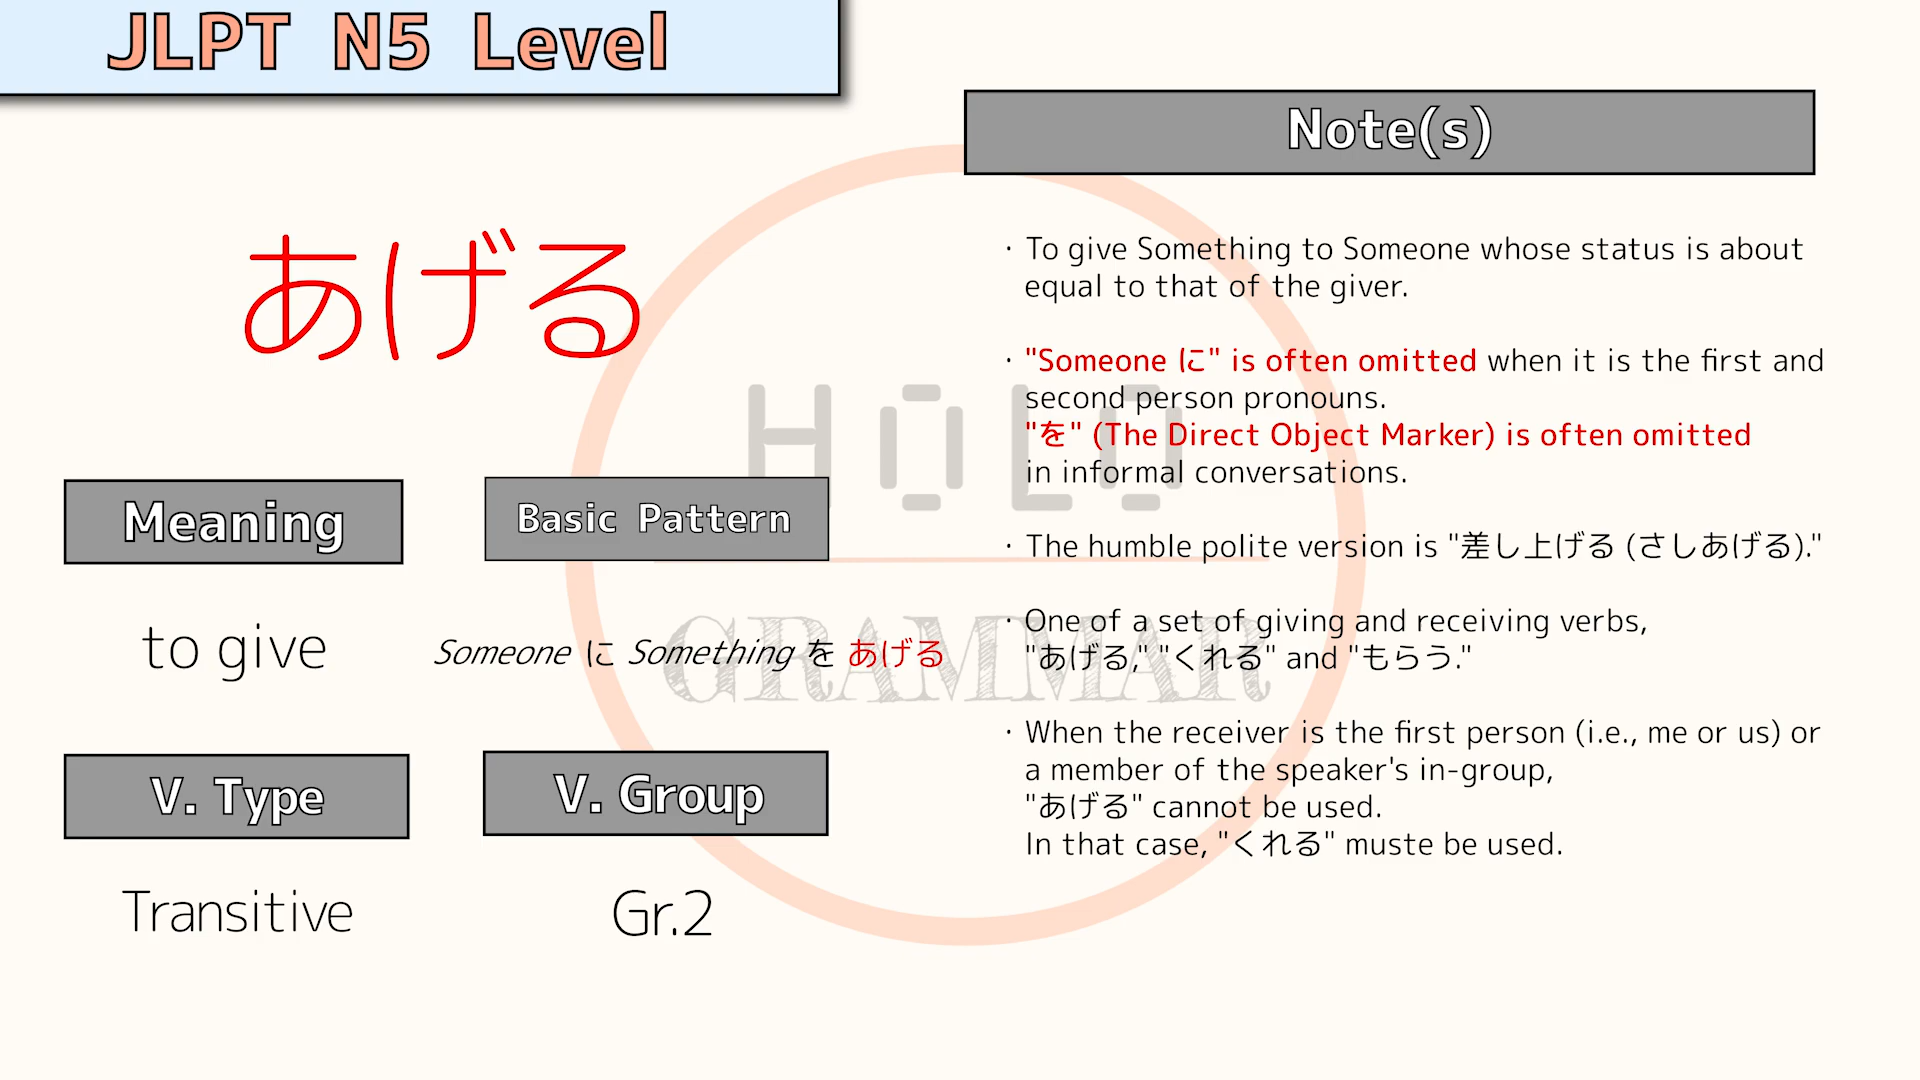 JLPT N5 Level
あげる
Meaning
to give
Basic Pattern
Someone に Something を あげる
V. Type
Transitive
V. Group
Gr.2
Note(s)
· To give Something to Someone whose status is about
equal to that of the giver.
· "Someone に" is often omitted when it is the first and
second person pronouns.
"を" (The Direct Object Marker) is often omitted
in informal conversations.
· The humble polite version is "差し上げる (さしあげる)."
· One of a set of giving and receiving verbs,
"あげる," "くれる" and "もらう."
· When the receiver is the first person (i.e., me or us) or
a member of the speaker's in-group,
"あげる" cannot be used.
In that case, "くれる" muste be used.
HOLO
GRAMMAR